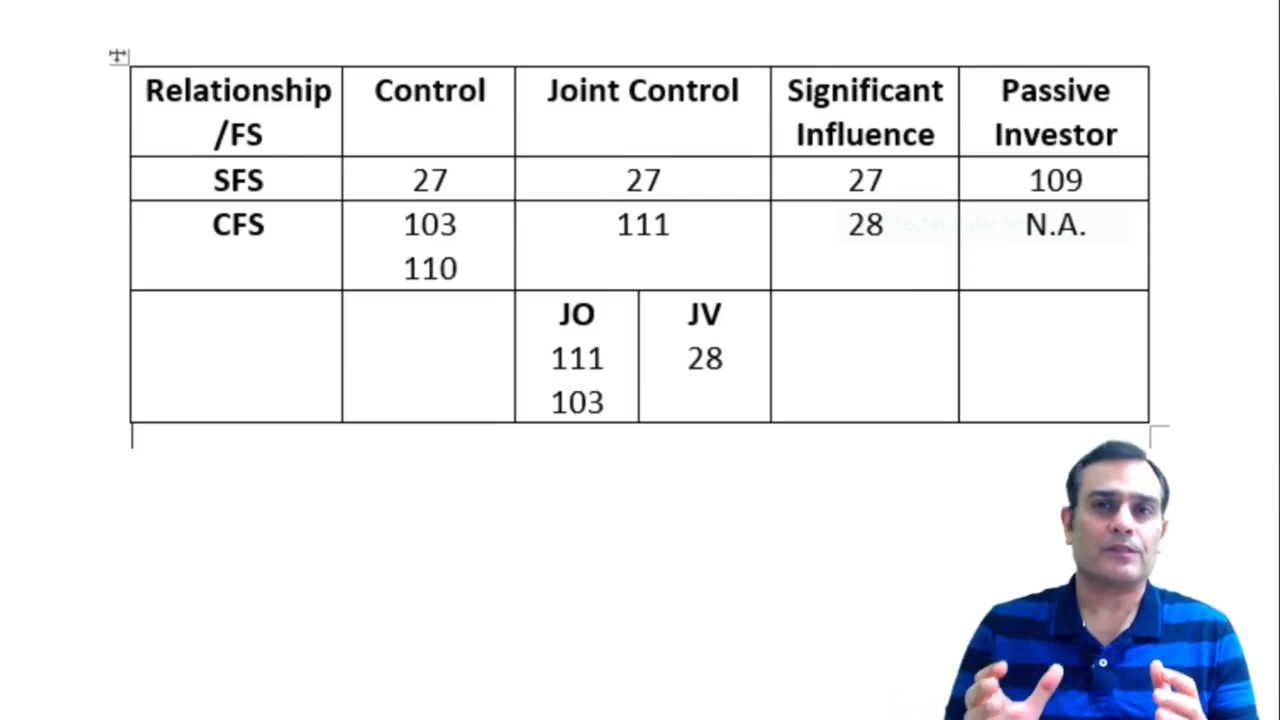 Relationship Control Joint Control Significant Passive
/FS Influence Investor
SFS 27 27 27 109
CFS 103 111 28 N.A.
110
JO JV
111 28
103